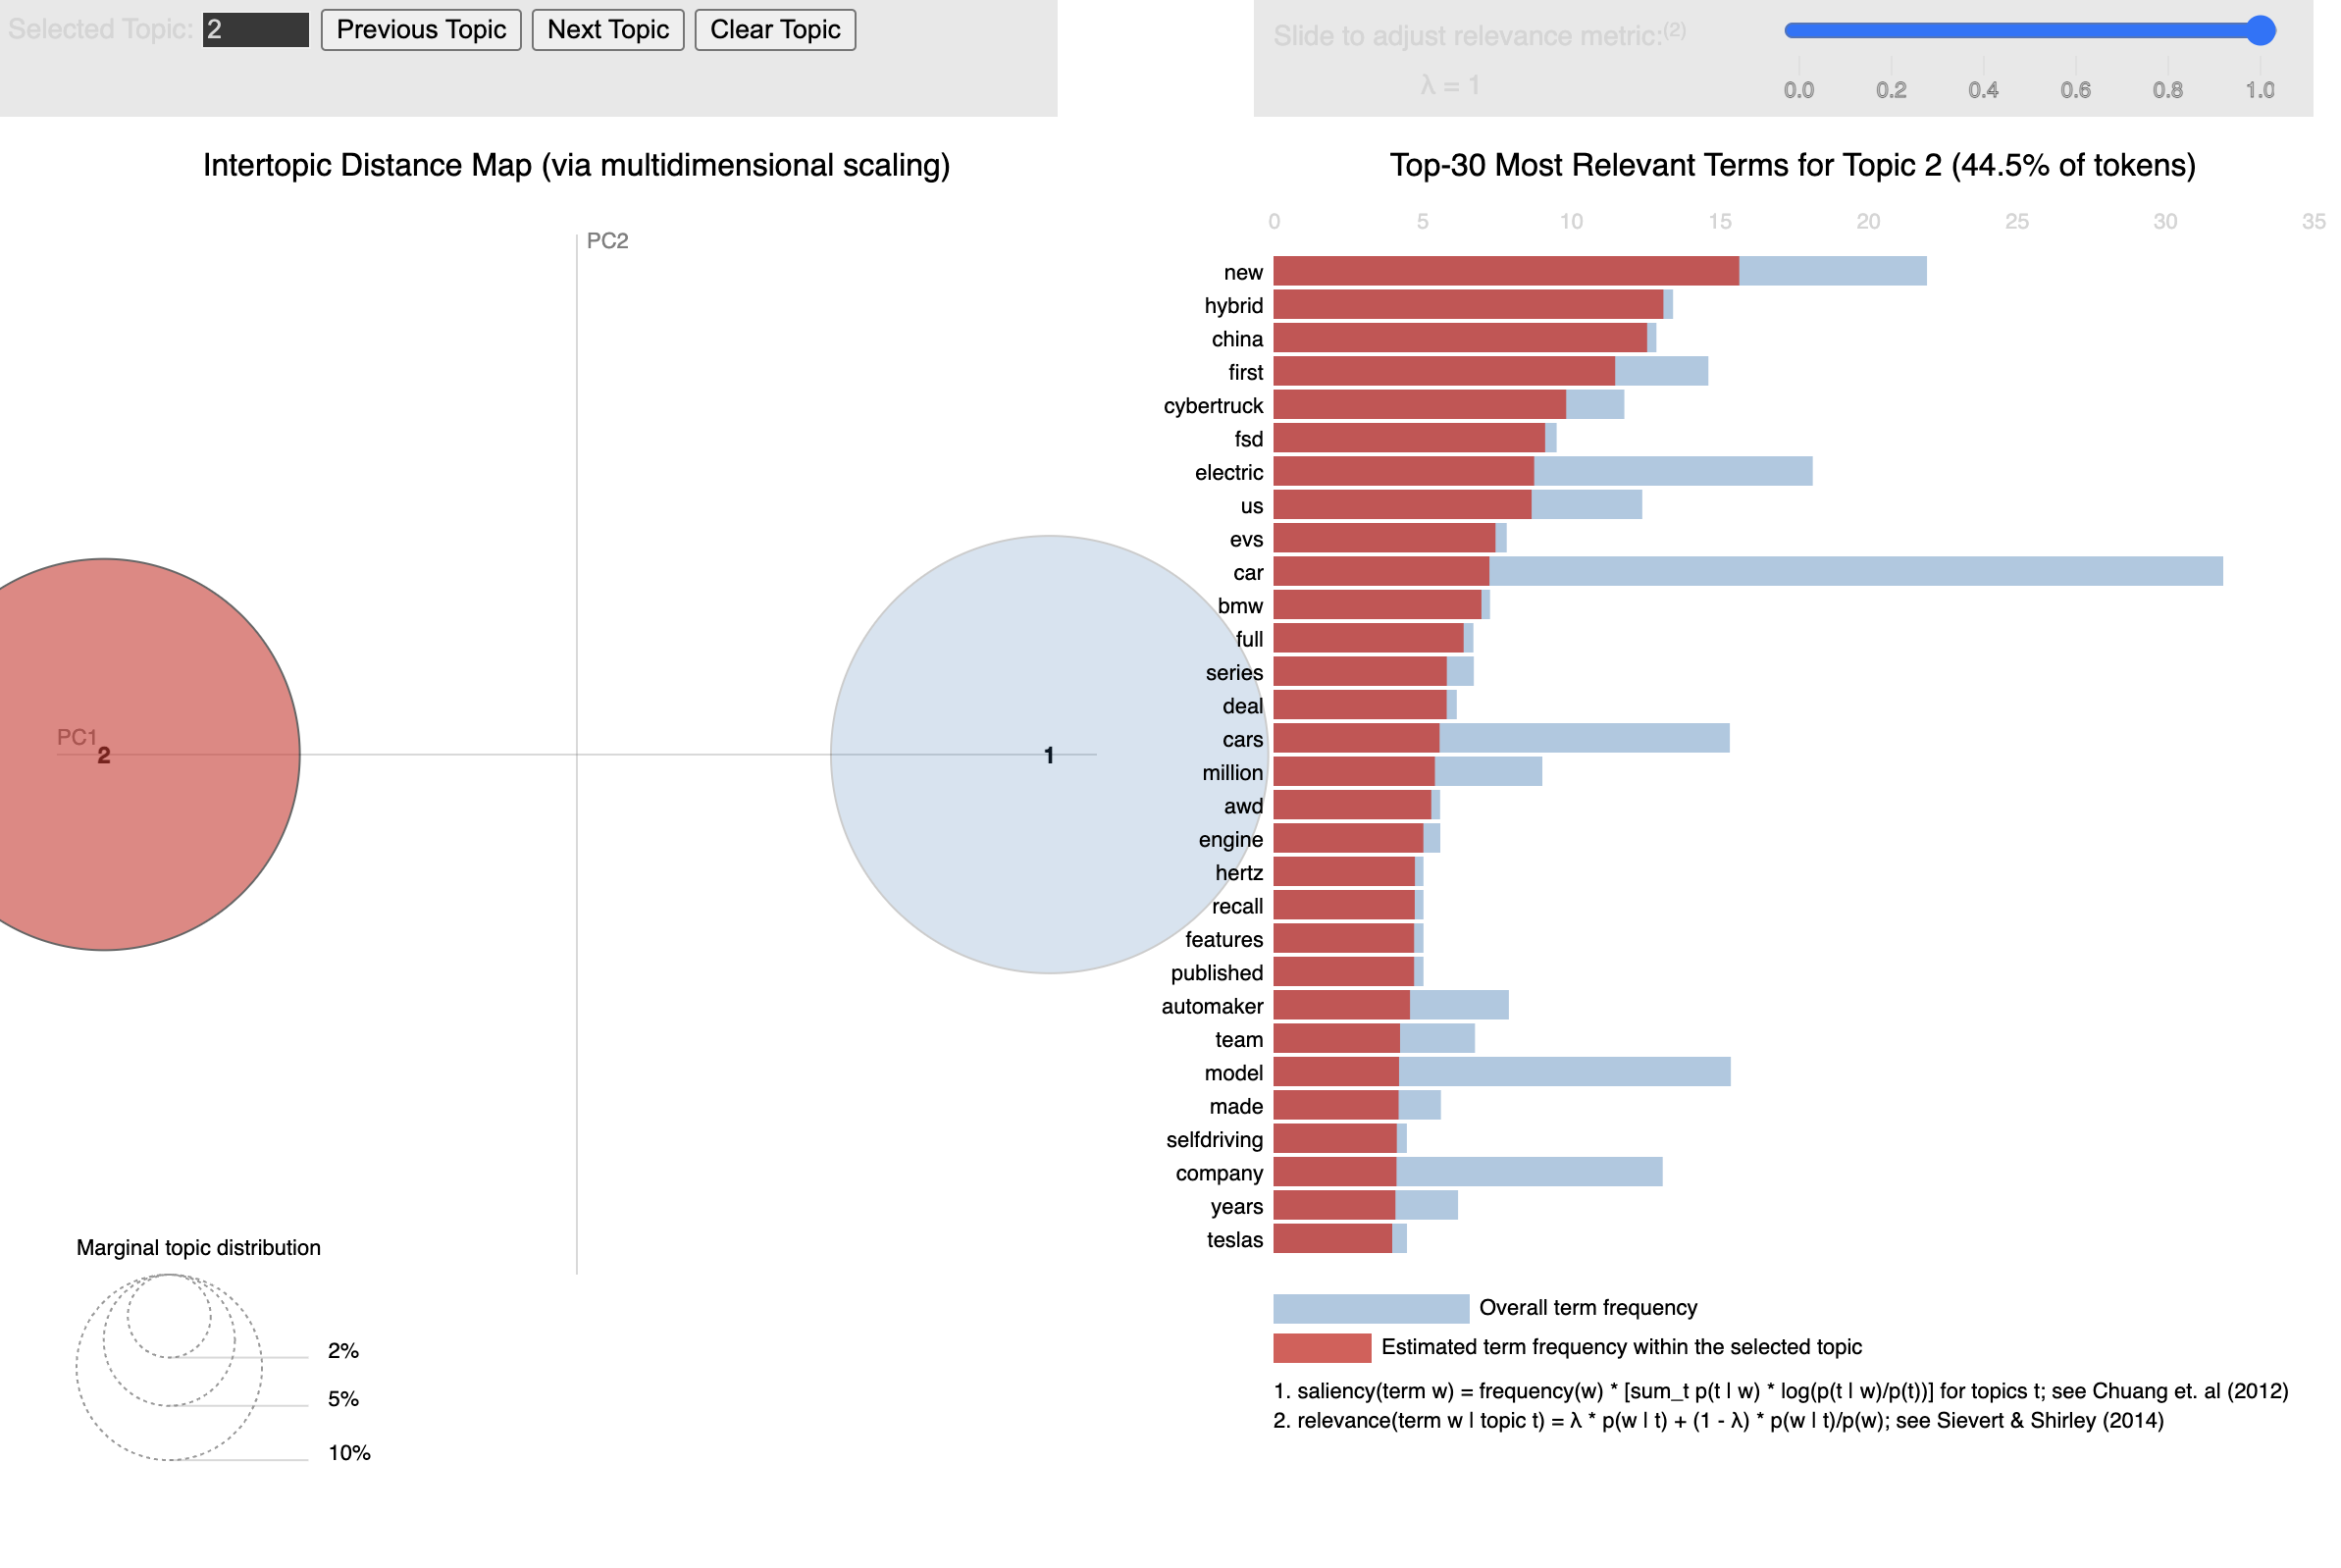 Selected Topic: 2 Previous Topic Next Topic Clear Topic
Slide to adjust relevance metric:(2)
λ = 1
0.0 0.2 0.4 0.6 0.8 1.0
Intertopic Distance Map (via multidimensional scaling)
PC2
PC1
2
1
Marginal topic distribution
2%
5%
10%
Top-30 Most Relevant Terms for Topic 2 (44.5% of tokens)
0 5 10 15 20 25 30 35
new
hybrid
china
first
cybertruck
fsd
electric
us
evs
car
bmw
full
series
deal
cars
million
awd
engine
hertz
recall
features
published
automaker
team
model
made
selfdriving
company
years
teslas
Overall term frequency
Estimated term frequency within the selected topic
1. saliency(term w) = frequency(w) * [sum_t p(t | w) * log(p(t | w)/p(t))] for topics t; see Chuang et. al (2012)
2. relevance(term w | topic t) = λ * p(w | t) + (1 - λ) * p(w | t)/p(w); see Sievert & Shirley (2014)